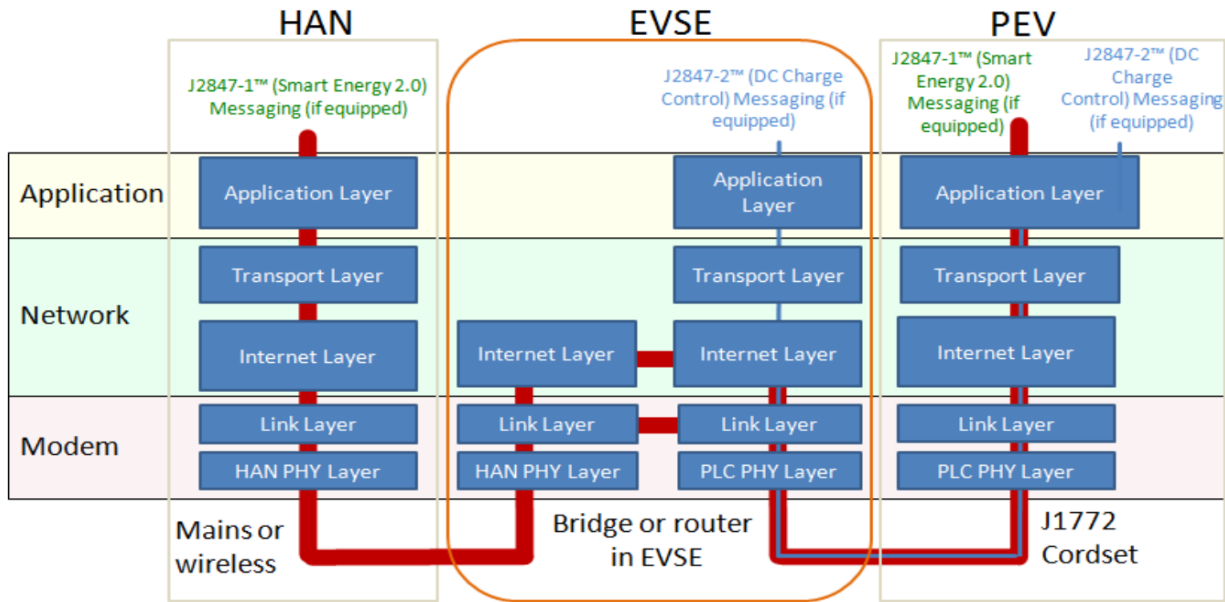 HAN
EVSE
PEV
J2847-1™ (Smart Energy 2.0)
Messaging (if equipped)
J2847-2™ (DC Charge
Control) Messaging (if
equipped)
J2847-1™ (Smart
Energy 2.0)
Messaging (if
equipped)
J2847-2™ (DC
Charge
Control) Messaging
(if equipped)
Application
Application Layer
Application
Layer
Application Layer
Network
Transport Layer
Transport Layer
Transport Layer
Internet Layer
Internet Layer
Internet Layer
Internet Layer
Modem
Link Layer
Link Layer
Link Layer
Link Layer
HAN PHY Layer
HAN PHY Layer
PLC PHY Layer
PLC PHY Layer
Mains or
wireless
Bridge or router
in EVSE
J1772
Cordset